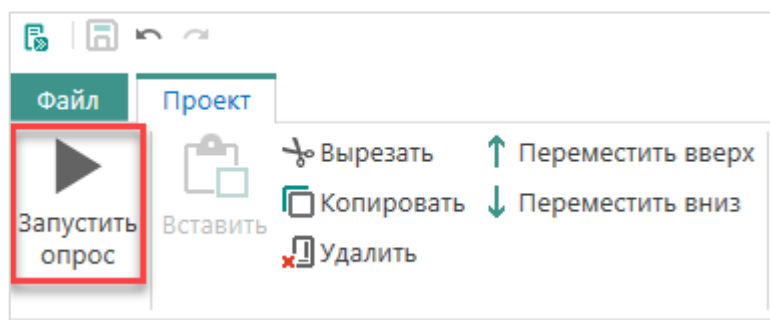 Файл Проект
Вырезать Переместить вверх
Запустить опрос Вставить Копировать Переместить вниз
Удалить